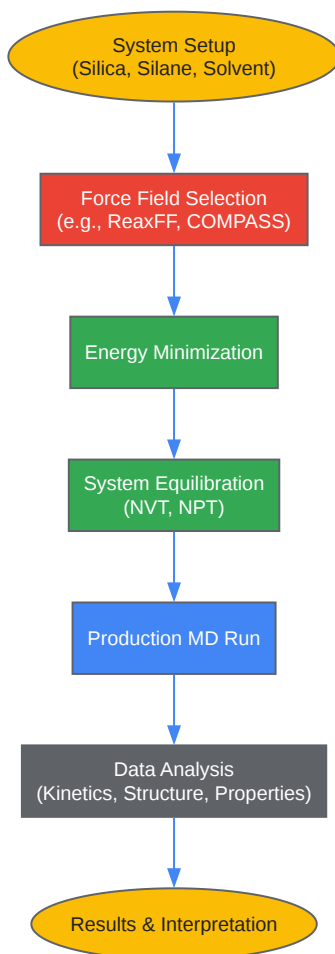 System Setup
(Silica, Silane, Solvent)
Force Field Selection
(e.g., ReaxFF, COMPASS)
Energy Minimization
System Equilibration
(NVT, NPT)
Production MD Run
Data Analysis
(Kinetics, Structure, Properties)
Results & Interpretation